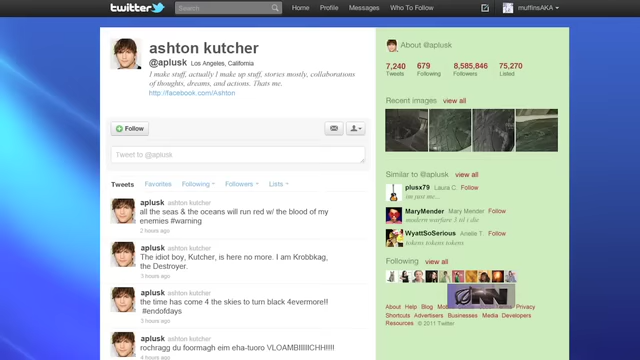 twitter
Search
Home Profile Messages Who To Follow
muffinsAKA
ashton kutcher
@aplusk Los Angeles, California
I make stuff, actually I make up stuff, stories mostly, collaborations
of thoughts, dreams, and actions. Thats me.
http://facebook.com/Ashton
Follow
Tweet to @aplusk
Tweets Favorites Following Followers Lists
aplusk ashton kutcher
all the seas & the oceans will run red w/ the blood of my
enemies #warning
2 hours ago
aplusk ashton kutcher
The idiot boy, Kutcher, is here no more. I am Krobbkag,
the Destroyer.
3 hours ago
aplusk ashton kutcher
the time has come 4 the skies to turn black 4evermore!!
#endofdays
3 hours ago
aplusk ashton kutcher
rochragg du foormagh eim eha-tuoro VLOAMBIIIIIICHH!!!!!
4 hours ago
About @aplusk
7,240 679 8,585,846 75,270
Tweets Following Followers Listed
Recent images view all
Similar to @aplusk view all
plusx79 Laura C. Follow
im just me...
MaryMender Mary Mender Follow
modern warfare 3 til i die
WyattSoSerious Arielle T. Follow
tokens tokens tokens
Following view all
About Help Blog Terms Privacy
Shortcuts Advertisers Businesses Media Developers
Resources © 2011 Twitter
ONN